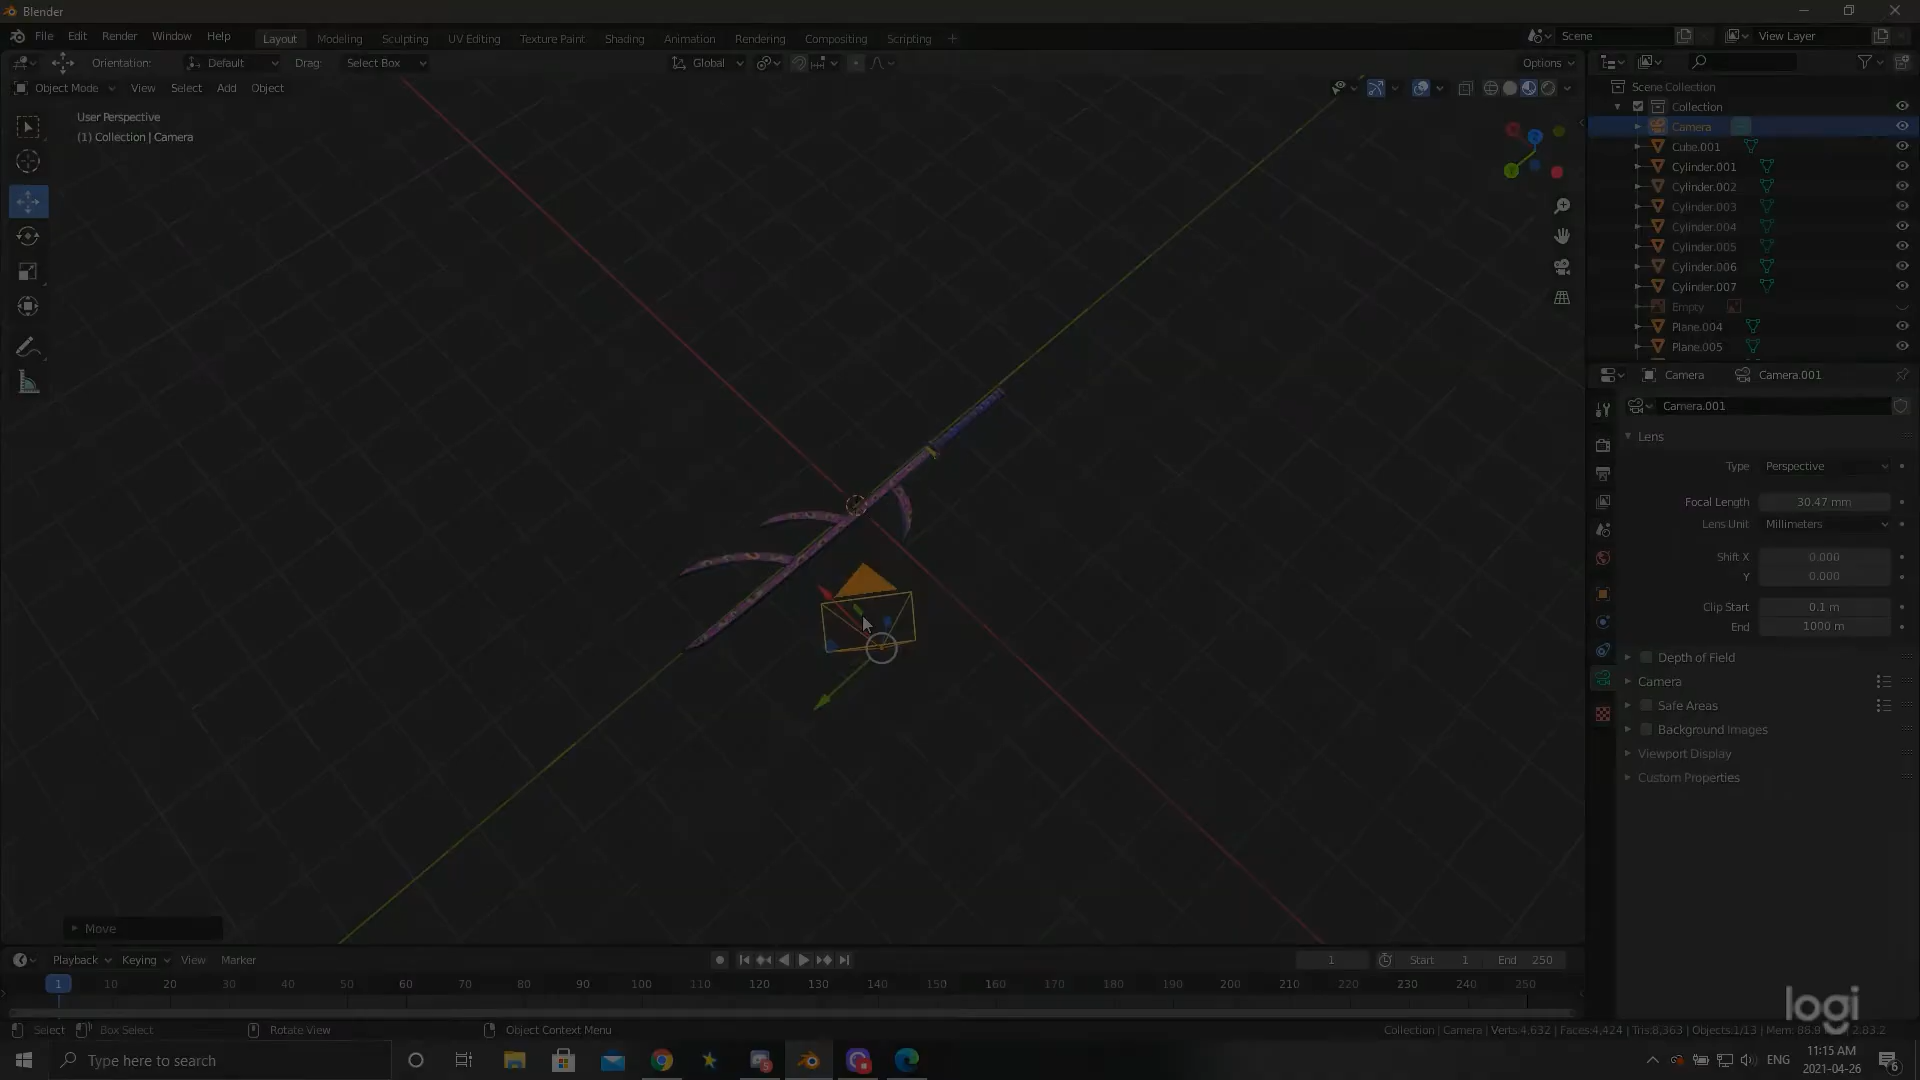 Blender
File Edit Render Window Help
Layout Modeling Sculpting UV Editing Texture Paint Shading Animation Rendering Compositing Scripting
Scene
View Layer
Orientation: Default Drag: Select Box
Global
Options
Object Mode View Select Add Object
User Perspective
(1) Collection | Camera
Scene Collection
Collection
Camera
Cube.001
Cylinder.001
Cylinder.002
Cylinder.003
Cylinder.004
Cylinder.005
Cylinder.006
Cylinder.007
Empty
Plane.004
Plane.005
Camera Camera.001
Camera.001
Lens
Type Perspective
Focal Length 30.47 mm
Lens Unit Millimeters
Shift X 0.000
Y 0.000
Clip Start 0.1 m
End 1000 m
Depth of Field
Camera
Safe Areas
Background Images
Viewport Display
Custom Properties
Move
Playback Keying View Marker
1 Start 1 End 250
1 10 20 30 40 50 60 70 80 90 100 110 120 130 140 150 160 170 180 190 200 210 220 230 240 250
Select Box Select Rotate View Object Context Menu
Collection | Camera | Verts:4,632 | Faces:4,424 | Tris:8,363 | Objects:1/13 | Mem:
logi
Type here to search
ENG
11:15 AM
2021-04-26
6